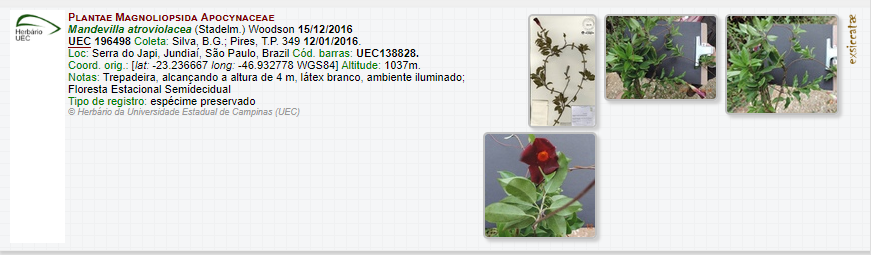 Herbário
UEC
Plantae Magnoliopsida Apocynaceae
Mandevilla atroviolacea (Stadelm.) Woodson 15/12/2016
UEC 196498 Coleta: Silva, B.G.; Pires, T.P. 349 12/01/2016.
Loc: Serra do Japi, Jundiaí, São Paulo, Brazil Cód. barras: UEC138828.
Coord. orig.: [lat: -23.236667 long: -46.932778 WGS84] Altitude: 1037m.
Notas: Trepadeira, alcançando a altura de 4 m, látex branco, ambiente iluminado;
Floresta Estacional Semidecidual
Tipo de registro: espécime preservado
© Herbário da Universidade Estadual de Campinas (UEC)
exsiccatæ